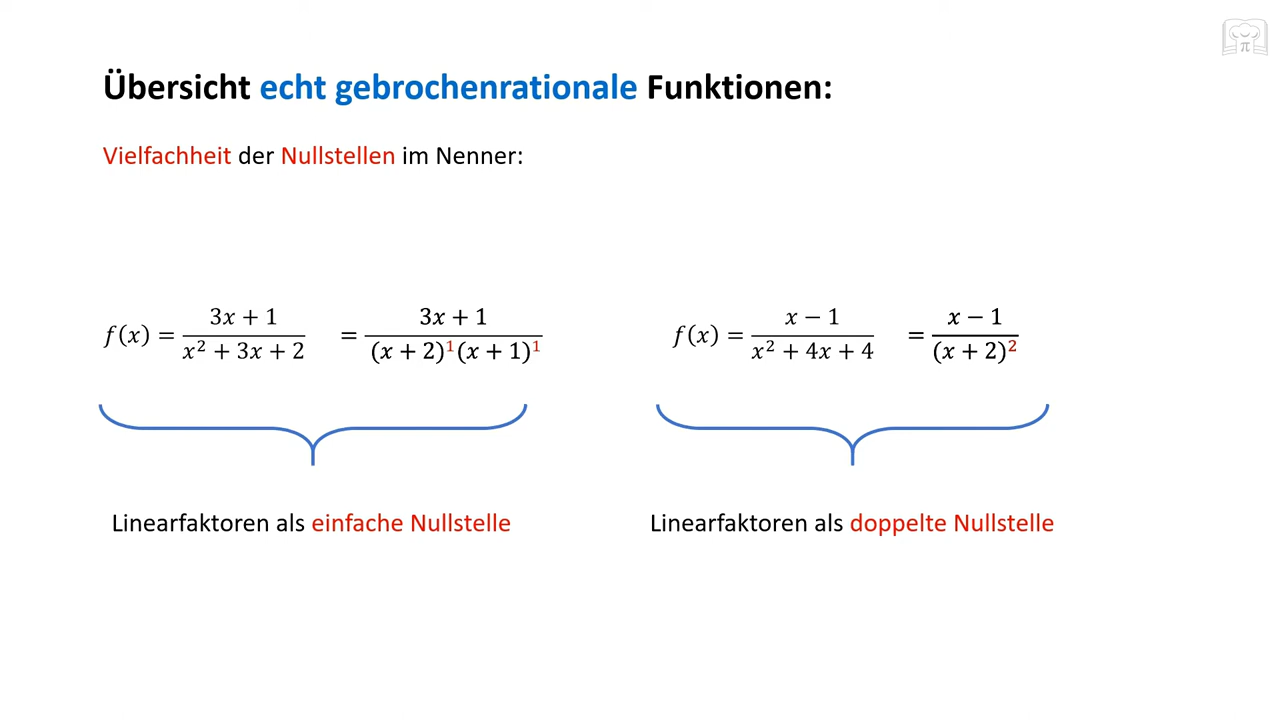 Übersicht echt gebrochenrationale Funktionen:
Vielfachheit der Nullstellen im Nenner:
f(x) = (3x + 1)/(x² + 3x + 2) = (3x + 1)/((x + 2)¹(x + 1)¹)
f(x) = (x − 1)/(x² + 4x + 4) = (x − 1)/(x + 2)²
Linearfaktoren als einfache Nullstelle
Linearfaktoren als doppelte Nullstelle
π